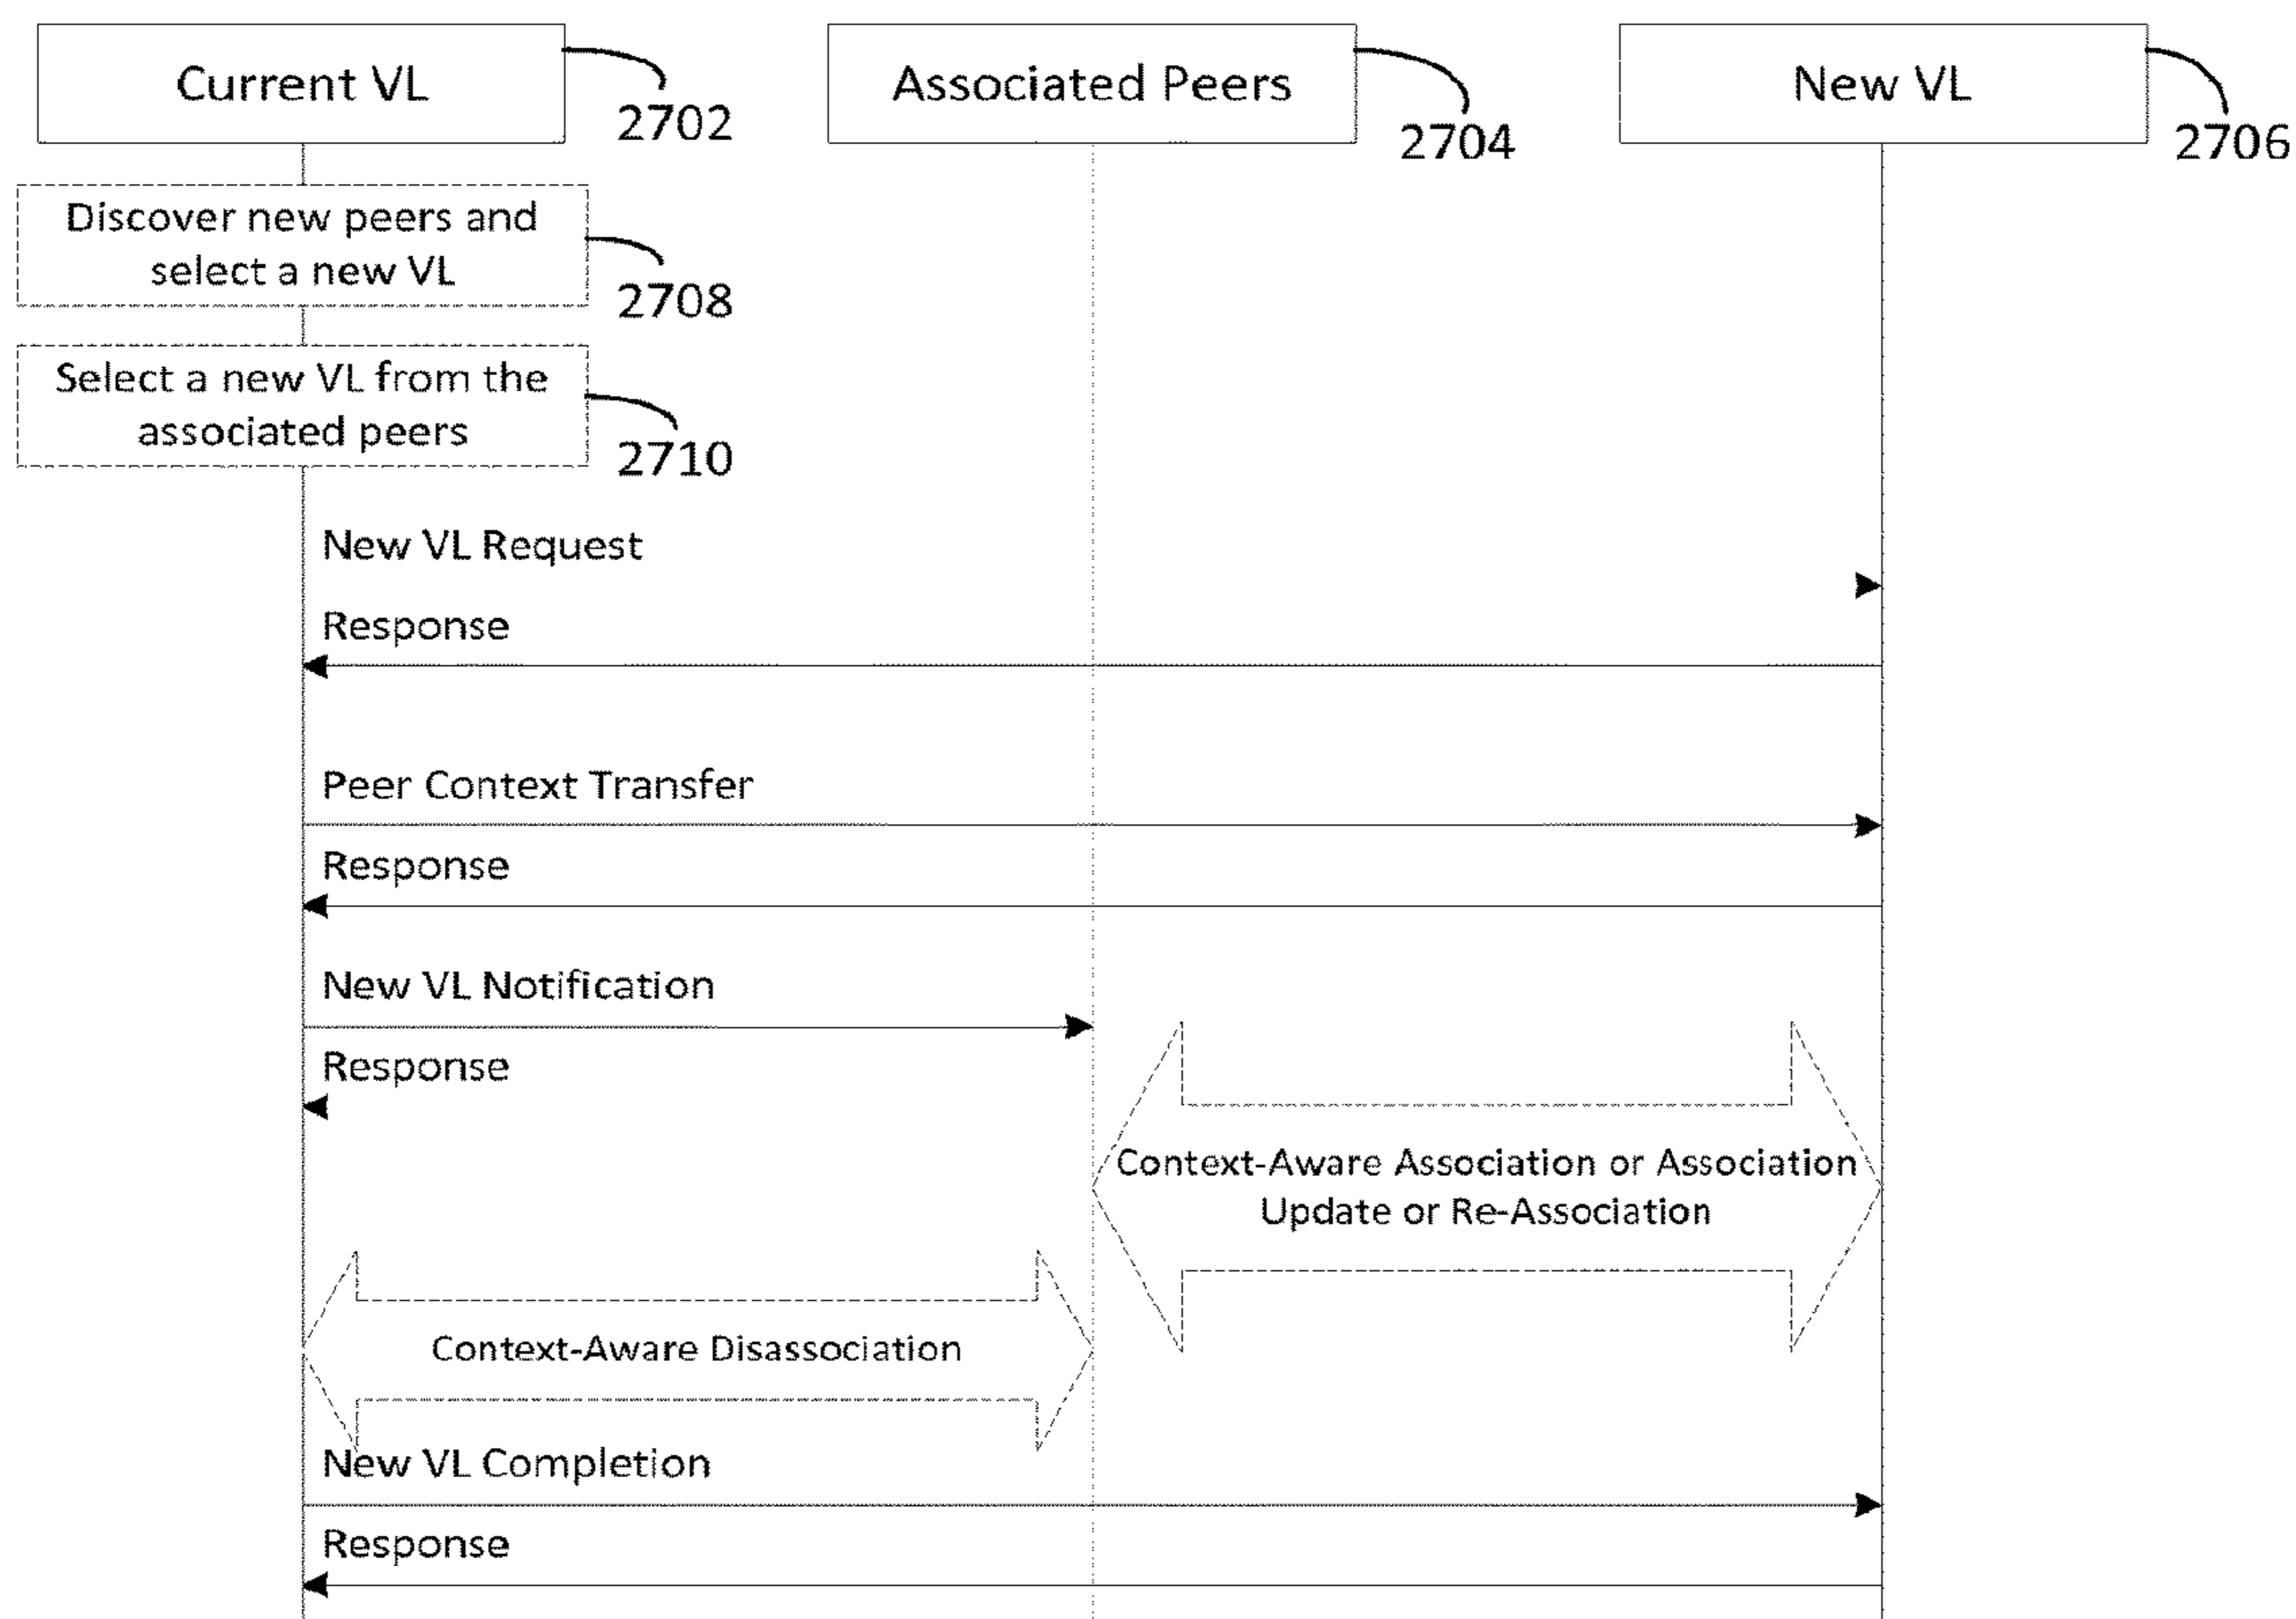 Current VL
2702
Associated Peers
2704
New VL
2706
Discover new peers and
select a new VL
2708
Select a new VL from the
associated peers
2710
New VL Request
Response
Peer Context Transfer
Response
New VL Notification
Response
Context-Aware Association or Association
Update or Re-Association
Context-Aware Disassociation
New VL Completion
Response